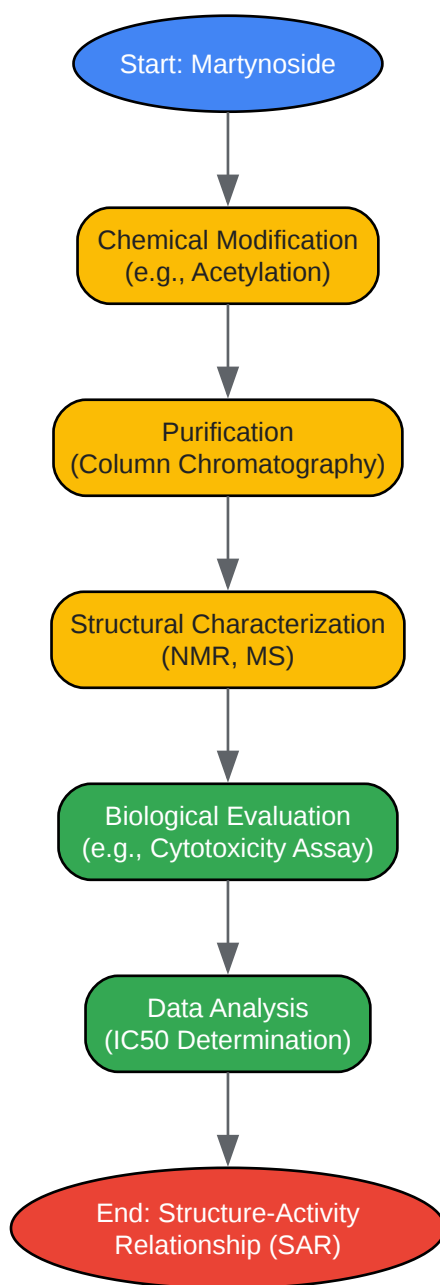 Start: Martynoside
Chemical Modification
(e.g., Acetylation)
Purification
(Column Chromatography)
Structural Characterization
(NMR, MS)
Biological Evaluation
(e.g., Cytotoxicity Assay)
Data Analysis
(IC50 Determination)
End: Structure-Activity
Relationship (SAR)